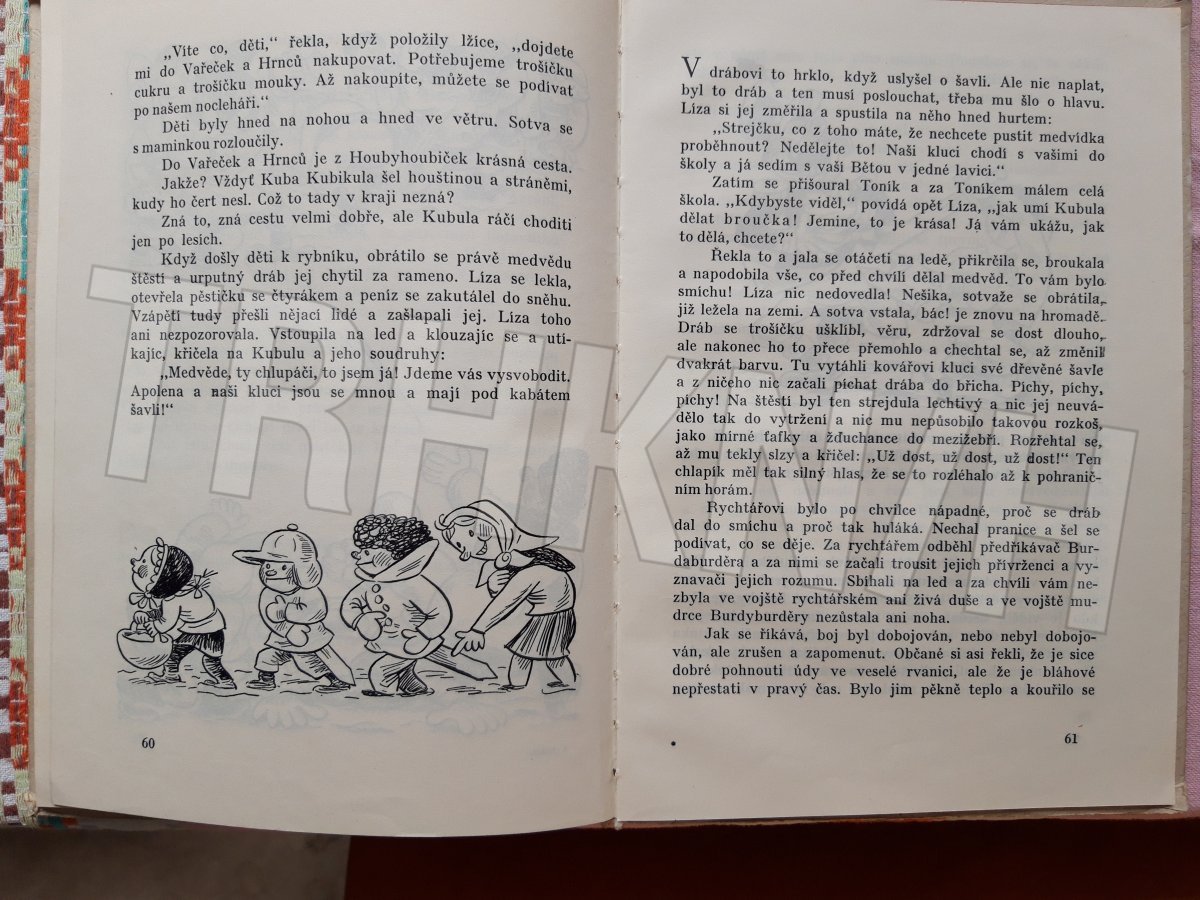 „Víte co, děti,“ řekla, když položily lžíce, „dojdete
mi do Vařeček a Hrnců nakupovat. Potřebujeme trošíčku
cukru a trošíčku mouky. Až nakoupíte, můžete se podívat
po našem nocleháři.“
Děti byly hned na nohou a hned ve větru. Sotva se
s maminkou rozloučily.
Do Vařeček a Hrnců je z Houbyhoubiček krásná cesta.
Jakže? Vždyť Kuba Kubikula šel houštinou a stráněmi,
kudy ho čert nesl. Což to tady v kraji nezná?
Zná to, zná cestu velmi dobře, ale Kubula ráčí choditi
jen po lesích.
Když došly děti k rybníku, obrátilo se právě medvědu
štěstí a urputný dráb jej chytil za rameno. Líza se lekla,
otevřela pěstičku se čtyrákem a peníz se zakutálel do sněhu.
Vzápětí tudy přešli nějací lidé a zašlapali jej. Líza toho
ani nezpozorovala. Vstoupila na led a klouzajíc se a utí-
kajíc, křičela na Kubulu a jeho soudruhy:
„Medvěde, ty chlupáči, to jsem já! Jdeme vás vysvobodit.
Apolena a naši kluci jsou se mnou a mají pod kabátem
šavli!“
60
V drábovi to hrklo, když uslyšel o šavli. Ale nic naplat,
byl to dráb a ten musí poslouchat, třeba mu šlo o hlavu.
Líza si jej změřila a spustila na něho hned hurtem:
„Strejčku, co z toho máte, že nechcete pustit medvídka
proběhnout? Nedělejte to! Naši kluci chodí s vašimi do
školy a já sedím s vaší Bětou v jedné lavici.“
Zatím se přišoural Toník a za Toníkem málem celá
škola. „Kdybyste viděl,“ povídá opět Líza, „jak umí Kubula
dělat broučka! Jemine, to je krása! Já vám ukážu, jak
to dělá, chcete?“
Řekla to a jala se otáčeti na ledě, přikrčila se, broukala
a napodobila vše, co před chvílí dělal medvěd. To vám bylo
smíchu! Líza nic nedovedla! Nešika, sotvaže se obrátila,
již ležela na zemi. A sotva vstala, bác! je znovu na hromadě.
Dráb se trošíčku ušklíbl, věru, zdržoval se dost dlouho,
ale nakonec ho to přece přemohlo a chechtal se, až změnil
dvakrát barvu. Tu vytáhli kovářovi kluci své dřevěné šavle
a z ničeho nic začali píchat drába do břicha. Píchy, píchy,
píchy! Na štěstí byl ten strejdula lechtivý a nic jej neuvá-
dělo tak do vytržení a nic mu nepůsobilo takovou rozkoš,
jako mírné ťafky a žďuchance do mezižebří. Rozřehtal se,
až mu tekly slzy a křičel: „Už dost, už dost, už dost!“ Ten
chlapík měl tak silný hlas, že se to rozléhalo až k pohranič-
ním horám.
Rychtářovi bylo po chvilce nápadné, proč se dráb
dal do smíchu a proč tak huláká. Nechal pranice a šel se
podívat, co se děje. Za rychtářem odběhl předříkávač Bur-
daburděra a za nimi se začali trousit jejich přívrženci a vy-
znavači jejich rozumu. Sbíhali na led a za chvíli vám ne-
zbyla ve vojště rychtářském ani živá duše a ve vojště mu-
drce Burdyburděry nezůstala ani noha.
Jak se říkává, boj byl dobojován, nebo nebyl dobojo-
ván, ale zrušen a zapomenut. Občané si asi řekli, že je sice
dobré pohnouti údy ve veselé rvanici, ale že je bláhové
nepřestati v pravý čas. Bylo jim pěkně teplo a kouřilo se
61
TRHKNIH